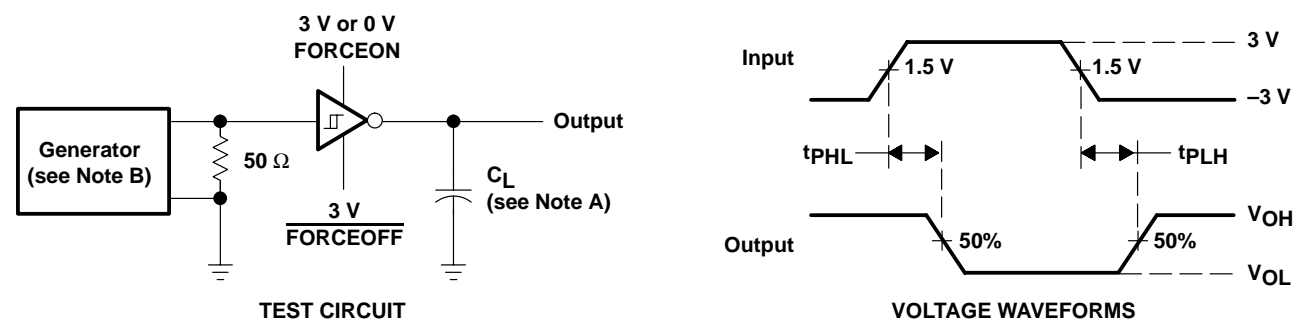 3 V or 0 V
FORCEON
Generator
(see Note B)
50 Ω
Output
CL
(see Note A)
3 V
FORCEOFF
TEST CIRCUIT
Input
1.5 V
1.5 V
3 V
–3 V
tPHL
tPLH
Output
50%
50%
VOH
VOL
VOLTAGE WAVEFORMS